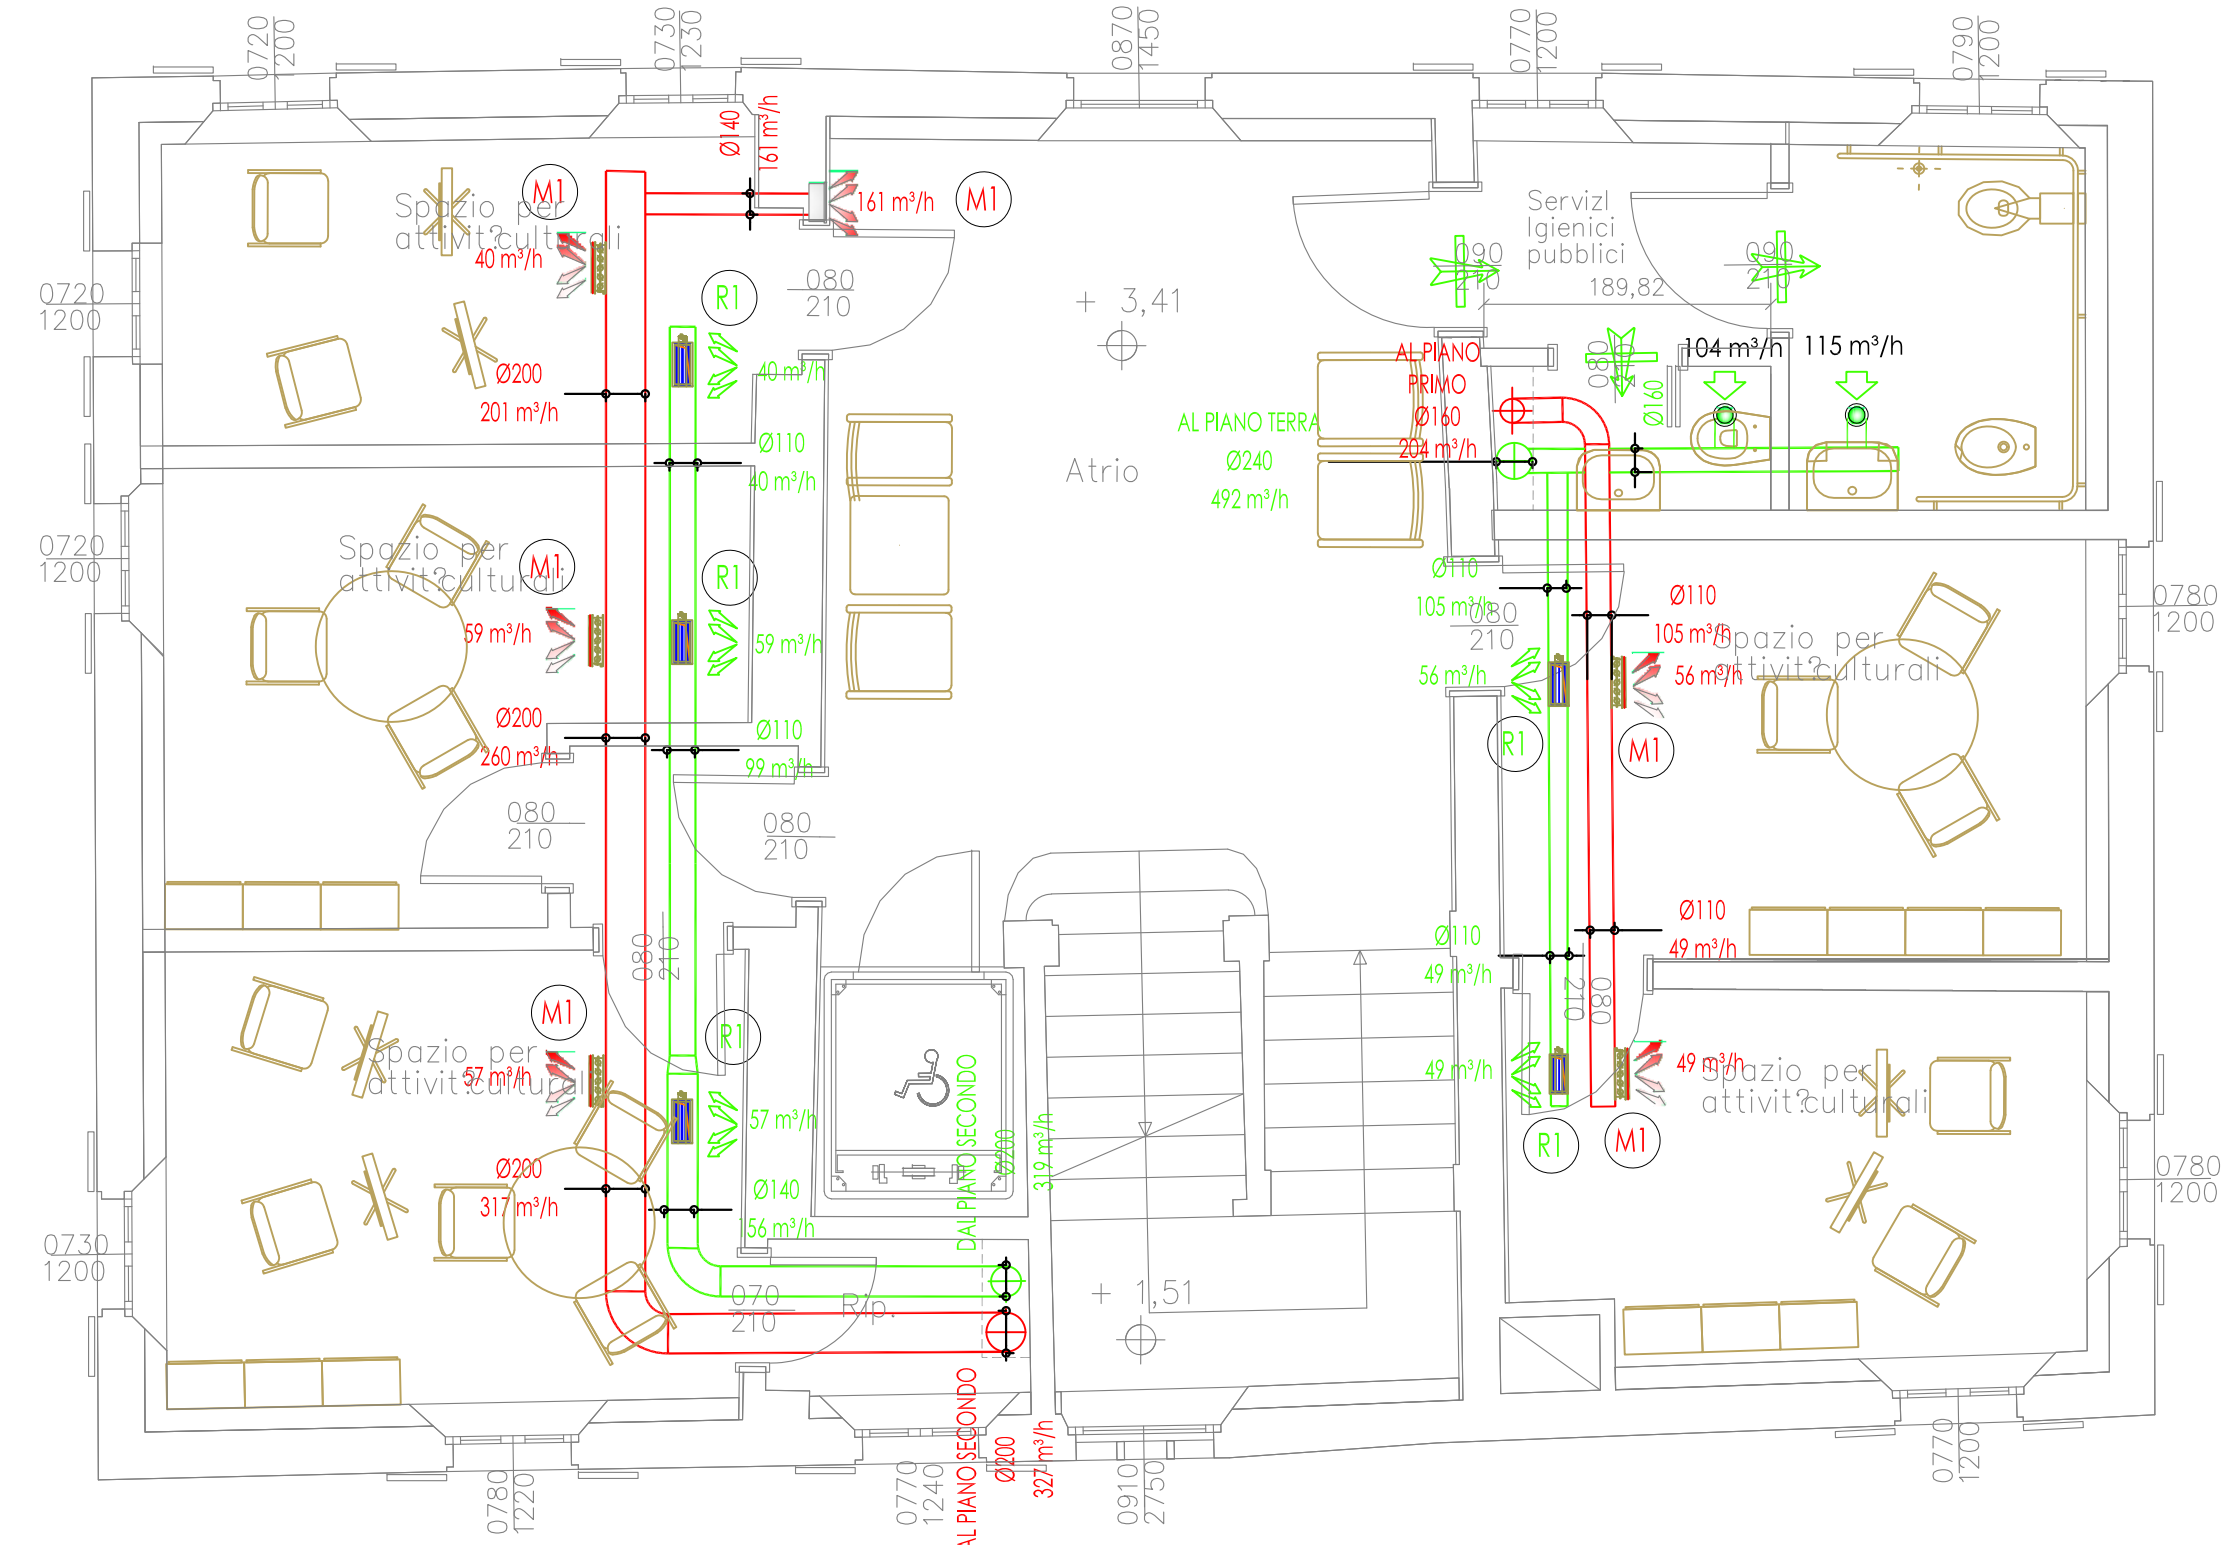 0720
1200
0730
1230
0870
1450
0770
1200
0790
1200
Ø140
161 m³/h
M1
Spazio per
attivit?culturali
40 m³/h
161 m³/h
M1
Servizi
Igienici
pubblici
090
210
090
210
189,82
0720
1200
R1
080
210
+ 3,41
Ø200
201 m³/h
40 m³/h
Ø110
40 m³/h
AL PIANO
PRIMO
Ø160
204 m³/h
080
210
Ø160
104 m³/h
115 m³/h
AL PIANO TERRA
Ø240
492 m³/h
Atrio
0720
1200
Spazio per
attivit?culturali
M1
R1
59 m³/h
59 m³/h
Ø110
105 m³/h
080
210
Ø110
105 m³/h
Spazio per
attivit?culturali
0780
1200
56 m³/h
56 m³/h
R1
M1
Ø200
260 m³/h
Ø110
99 m³/h
080
210
080
210
080
210
Ø110
49 m³/h
Ø110
49 m³/h
210
080
M1
R1
Spazio per
attivit?culturali
57 m³/h
57 m³/h
49 m³/h
49 m³/h
Spazio per
attivit?culturali
R1
M1
DAL PIANO SECONDO
Ø200
319 m³/h
Ø200
317 m³/h
Ø140
156 m³/h
0780
1200
0730
1200
070
210
Rip.
+ 1,51
AL PIANO SECONDO
Ø200
327 m³/h
0780
1220
0770
1240
0910
2750
0770
1200